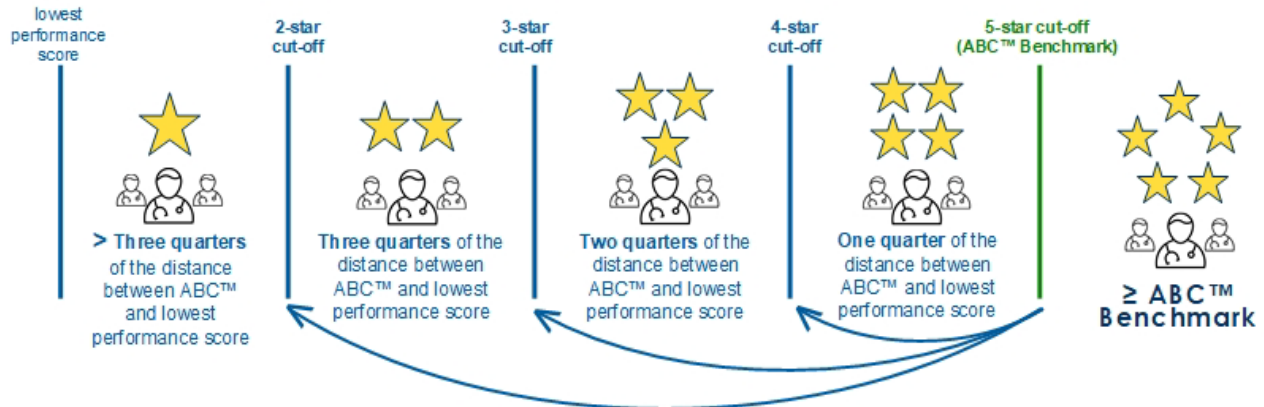 lowest
performance
score
2-star
cut-off
3-star
cut-off
4-star
cut-off
5-star cut-off
(ABC™ Benchmark)
> Three quarters
of the distance
between ABC™
and lowest
performance score
Three quarters of the
distance between
ABC™ and lowest
performance score
Two quarters of the
distance between
ABC™ and lowest
performance score
One quarter of the
distance between
ABC™ and lowest
performance score
≥ ABC™
Benchmark